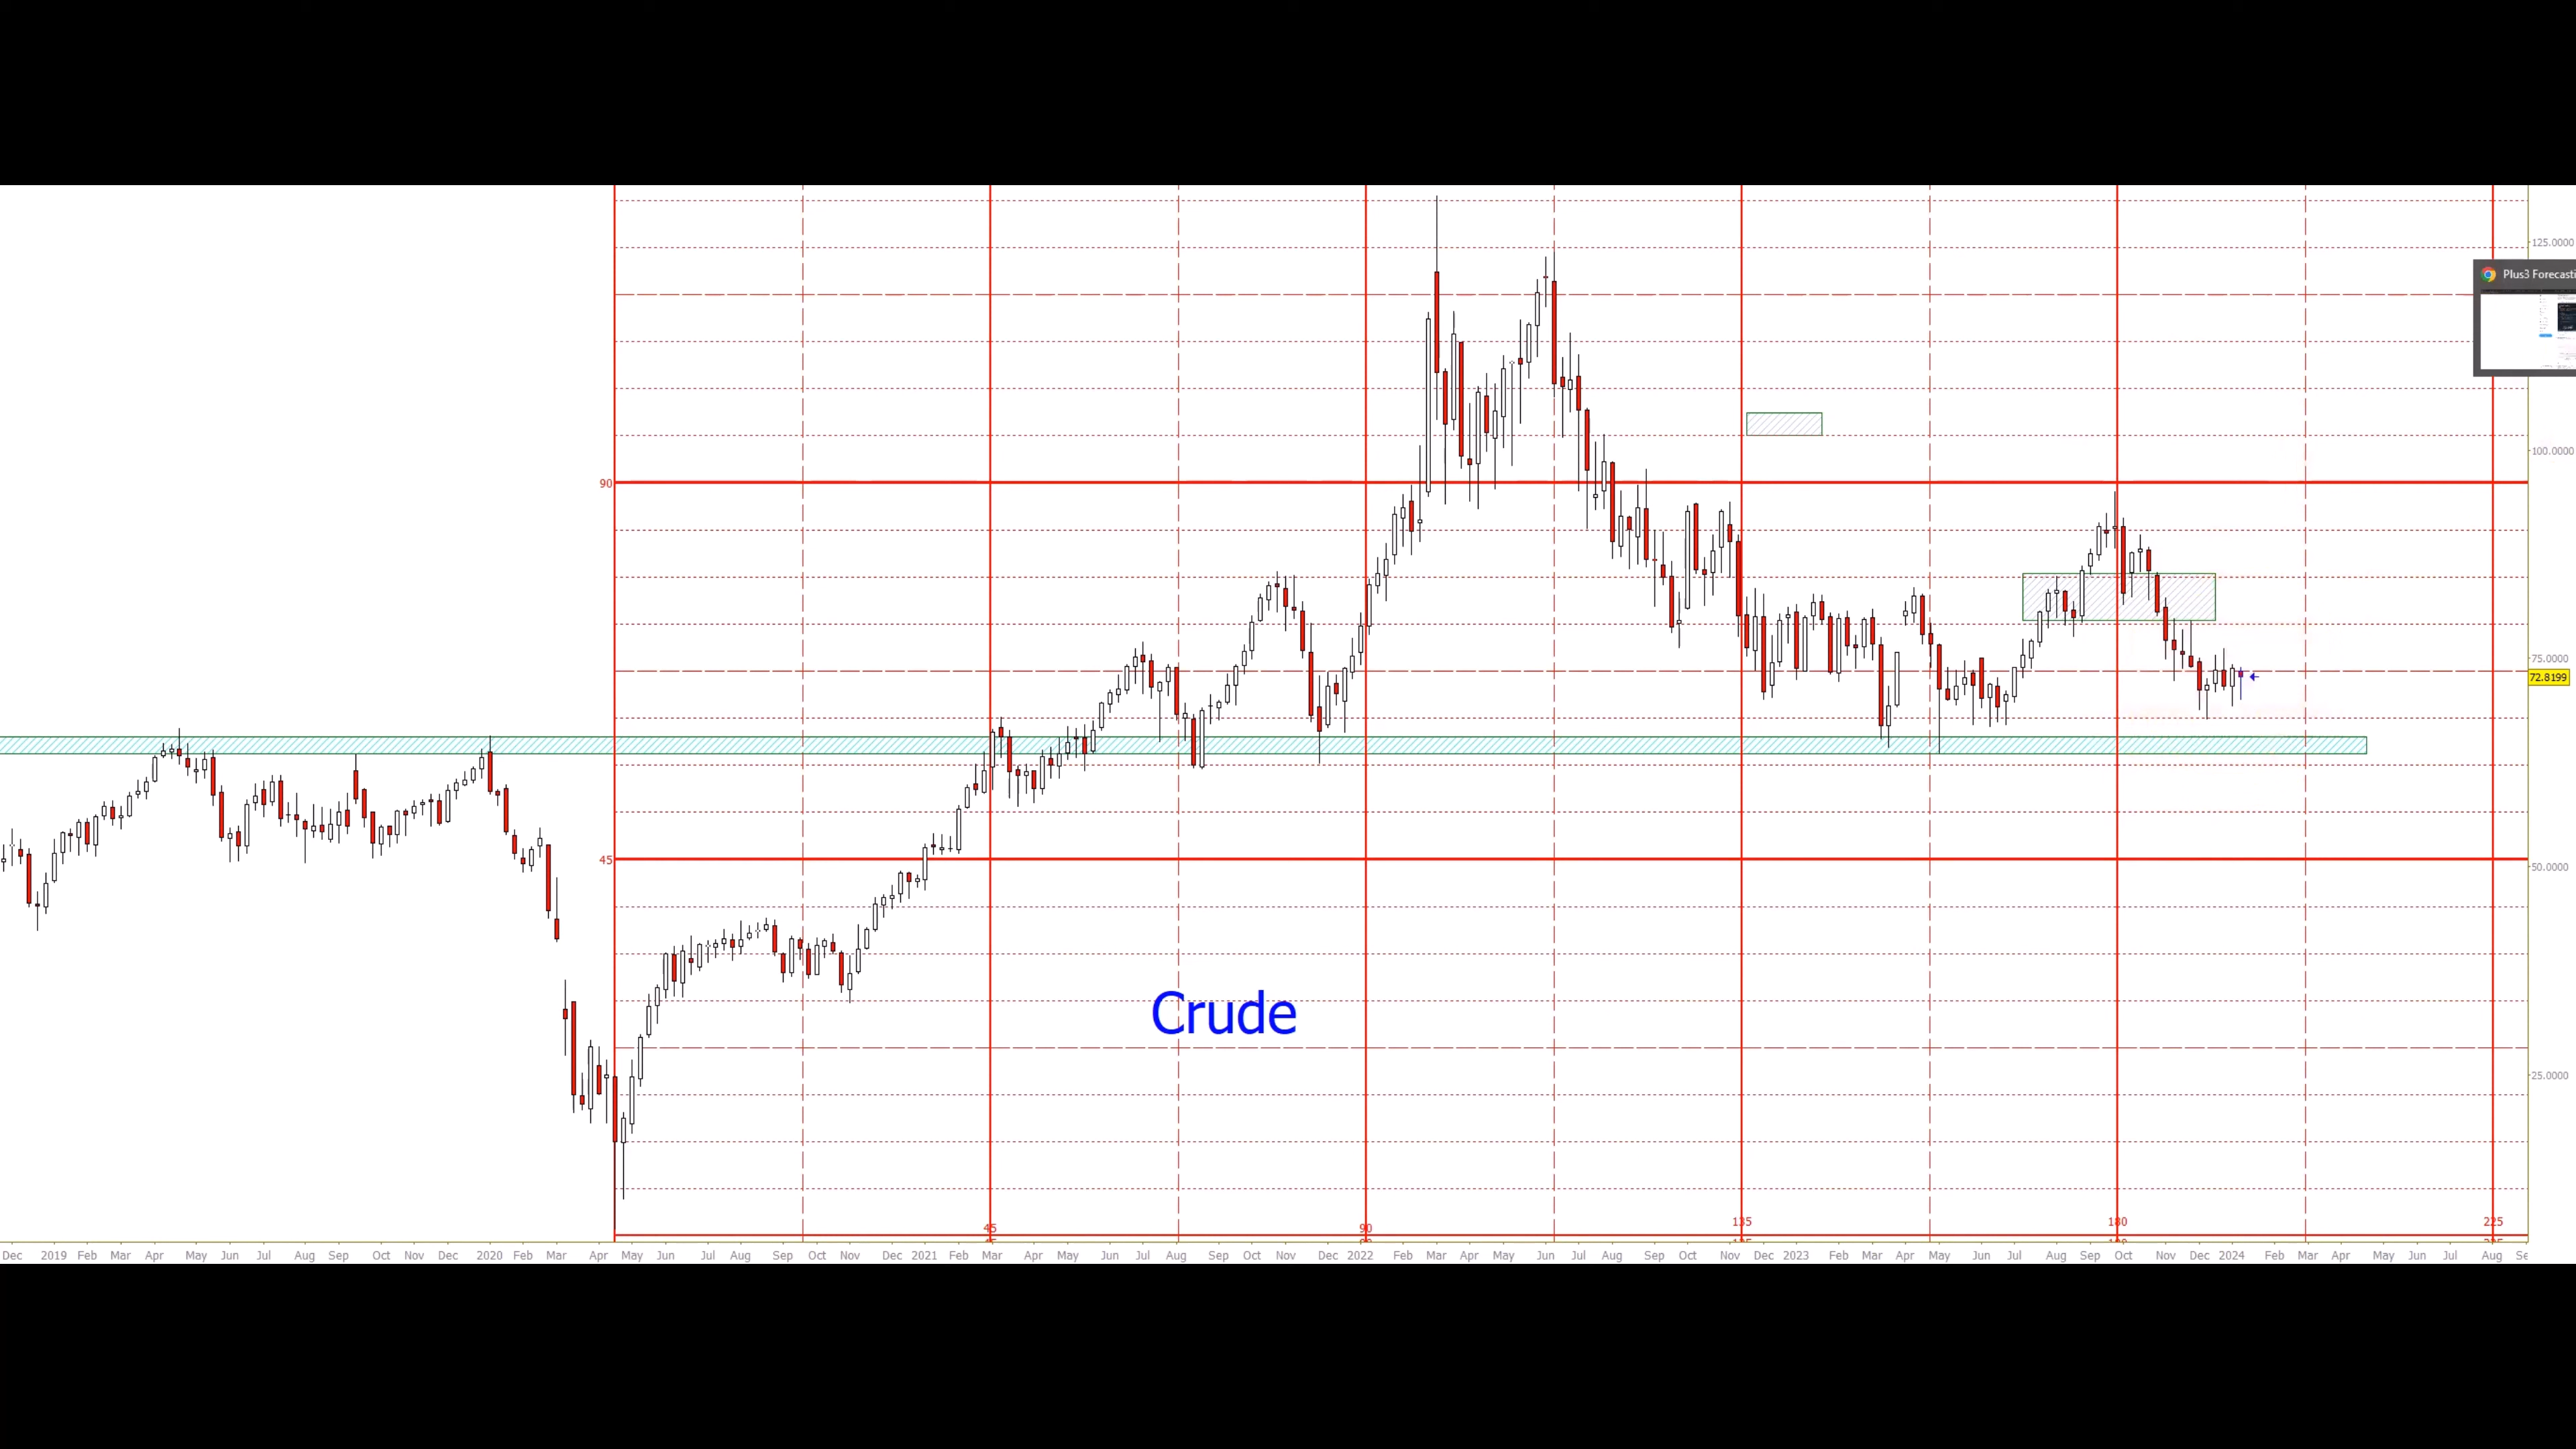 125.0000
Plus3 Forecasti
100.0000
90
75.0000
72.8199
45
50.0000
Crude
25.0000
45 90 135 180 225
Dec 2019 Feb Mar Apr May Jun Jul Aug Sep Oct Nov Dec 2020 Feb Mar Apr May Jun Jul Aug Sep Oct Nov Dec 2021 Feb Mar Apr May Jun Jul Aug Sep Oct Nov Dec 2022 Feb Mar Apr May Jun Jul Aug Sep Oct Nov Dec 2023 Feb Mar Apr May Jun Jul Aug Sep Oct Nov Dec 2024 Feb Mar Apr May Jun Jul Aug Se